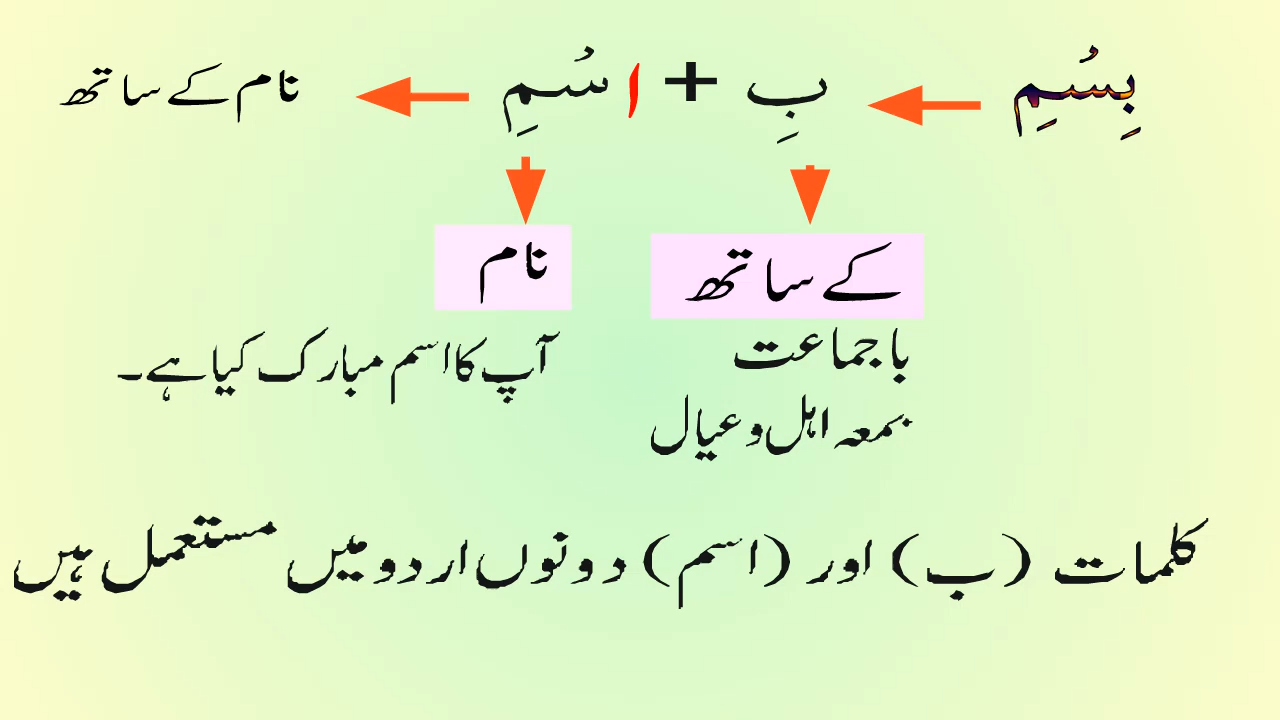 بِسْمِ ← بِ + اسْمِ ← نام کے ساتھ
کے ساتھ
نام
باجماعت
آپ کا اسم مبارک کیا ہے۔
بمعہ اہل و عیال
کلمات (ب) اور (اسم) دونوں اردو میں مستعمل ہیں